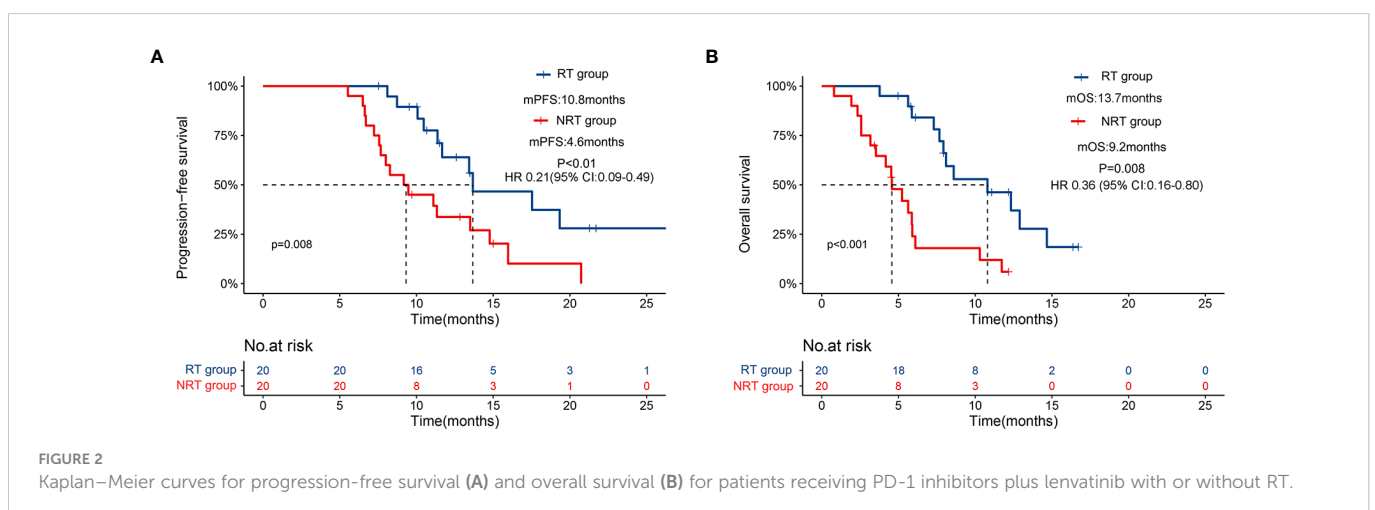 A
Progression-free survival
100%
75%
50%
25%
0%
RT group
mPFS:10.8months
NRT group
mPFS:4.6months
P<0.01
HR 0.21(95% CI:0.09-0.49)
p=0.008
0 5 10 15 20 25
Time(months)
No.at risk
RT group 20 20 16 5 3 1
NRT group 20 20 8 3 1 0
0 5 10 15 20 25
Time(months)
B
Overall survival
100%
75%
50%
25%
0%
RT group
mOS:13.7months
NRT group
mOS:9.2months
P=0.008
HR 0.36 (95% CI:0.16-0.80)
p<0.001
0 5 10 15 20 25
Time(months)
No.at risk
RT group 20 18 8 2 0 0
NRT group 20 8 3 0 0 0
0 5 10 15 20 25
Time(months)
FIGURE 2
Kaplan–Meier curves for progression-free survival (A) and overall survival (B) for patients receiving PD-1 inhibitors plus lenvatinib with or without RT.